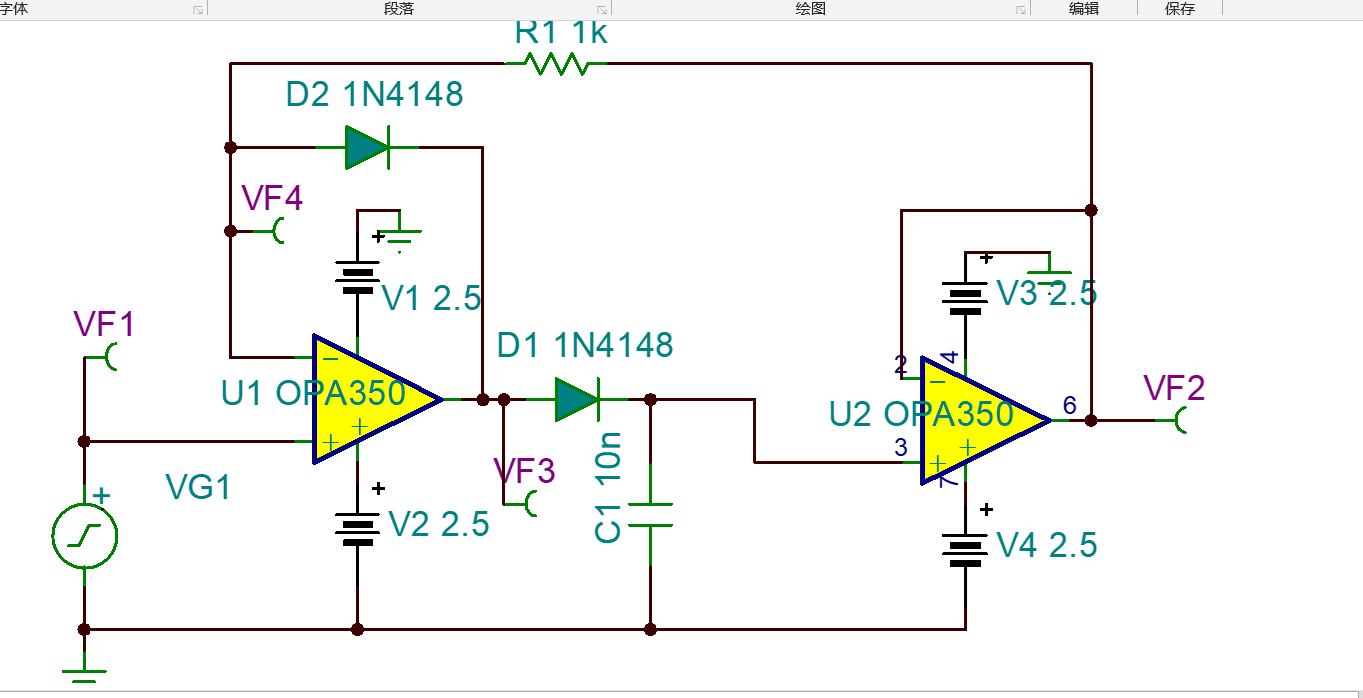 字体
段落
绘图
编辑
保存
R1 1k
D2 1N4148
VF4
+
V1 2.5
VF1
D1 1N4148
V3 2.5
+
2
4
U1 OPA350
U2 OPA350
6
VF2
3
7
VG1
+
VF3
C1 10n
+
V2 2.5
+
V4 2.5